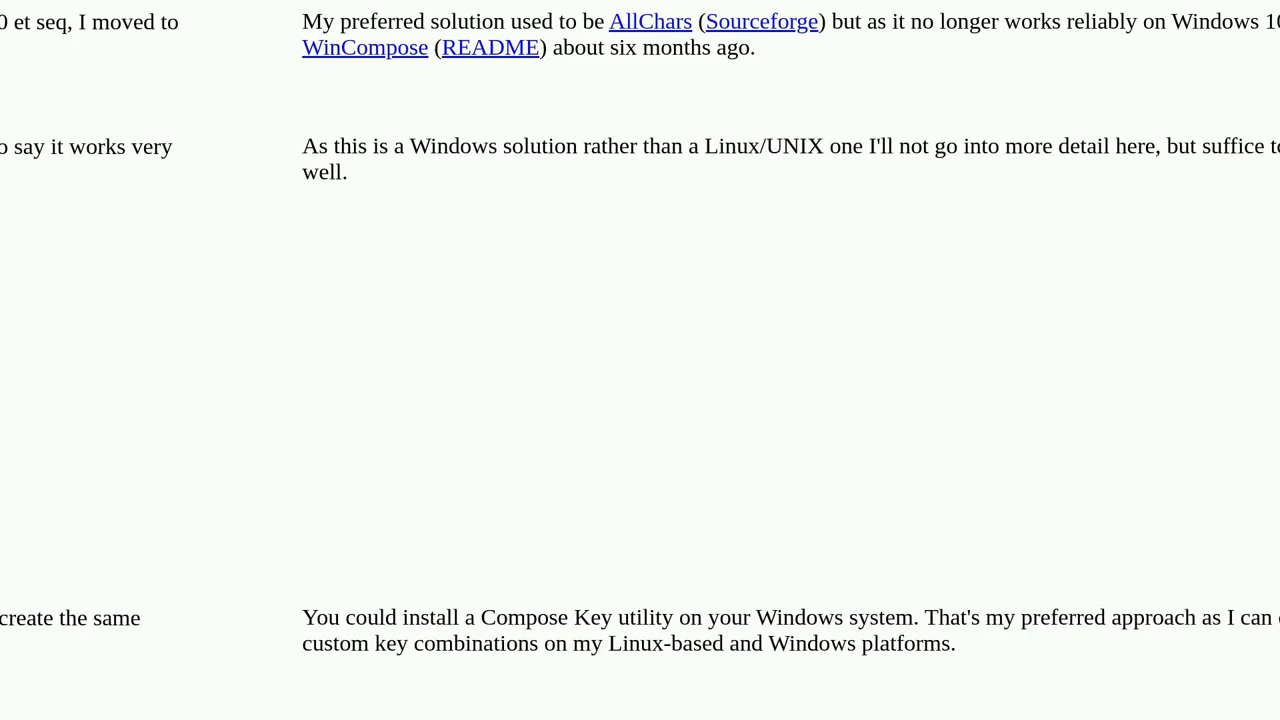 0 et seq, I moved to
My preferred solution used to be AllChars (Sourceforge) but as it no longer works reliably on Windows 10
WinCompose (README) about six months ago.
o say it works very
As this is a Windows solution rather than a Linux/UNIX one I'll not go into more detail here, but suffice to
well.
create the same
You could install a Compose Key utility on your Windows system. That's my preferred approach as I can
custom key combinations on my Linux-based and Windows platforms.